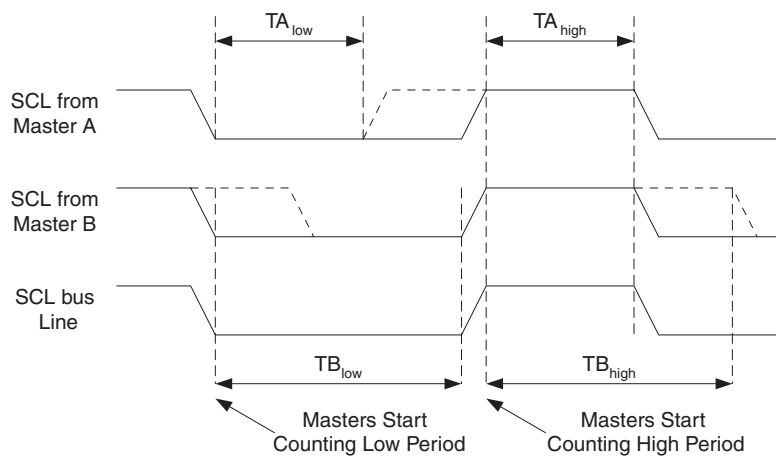 TA low
TA high
SCL from
Master A
SCL from
Master B
SCL bus
Line
TB low
TB high
Masters Start
Counting Low Period
Masters Start
Counting High Period